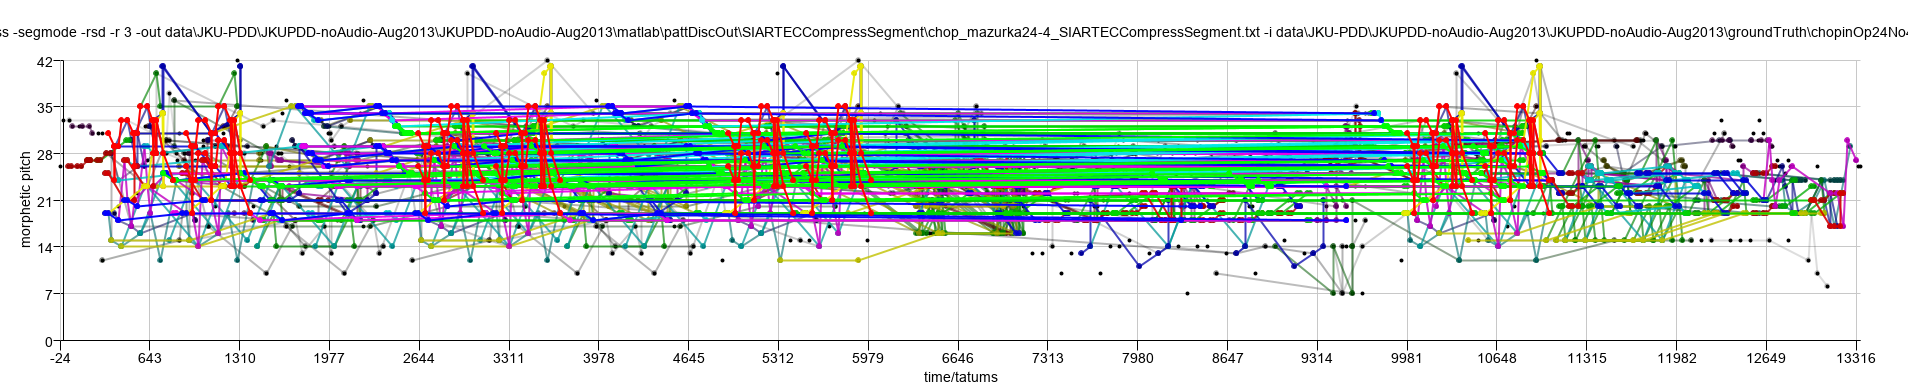 ss -segmode -rsd -r 3 -out data\JKU-PDD\JKUPDD-noAudio-Aug2013\JKUPDD-noAudio-Aug2013\matlab\pattDiscOut\SIARTECCompressSegment\chop_mazurka24-4_SIARTECCompressSegment.txt -i data\JKU-PDD\JKUPDD-noAudio-Aug2013\JKUPDD-noAudio-Aug2013\groundTruth\chopinOp24No4
42
35
28
21
14
7
0
morphetic pitch
-24 643 1310 1977 2644 3311 3978 4645 5312 5979 6646 7313 7980 8647 9314 9981 10648 11315 11982 12649 13316
time/tatums